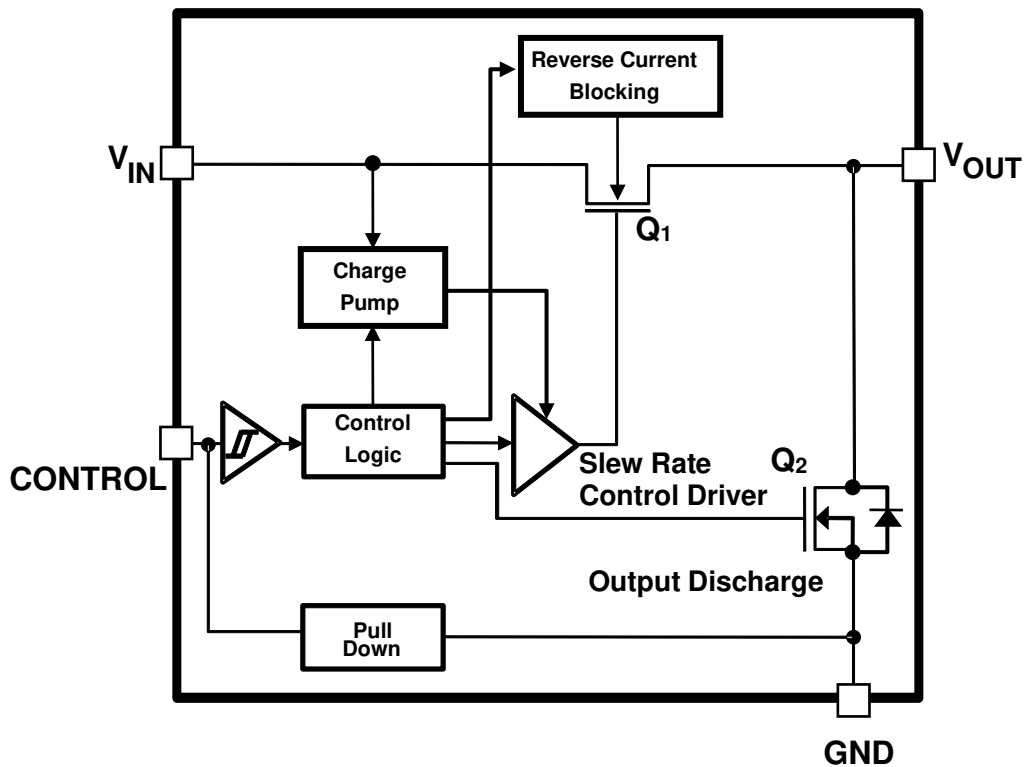 Reverse Current
Blocking
VIN
VOUT
Q1
Charge
Pump
Control
Logic
CONTROL
Slew Rate
Control Driver
Q2
Output Discharge
Pull
Down
GND